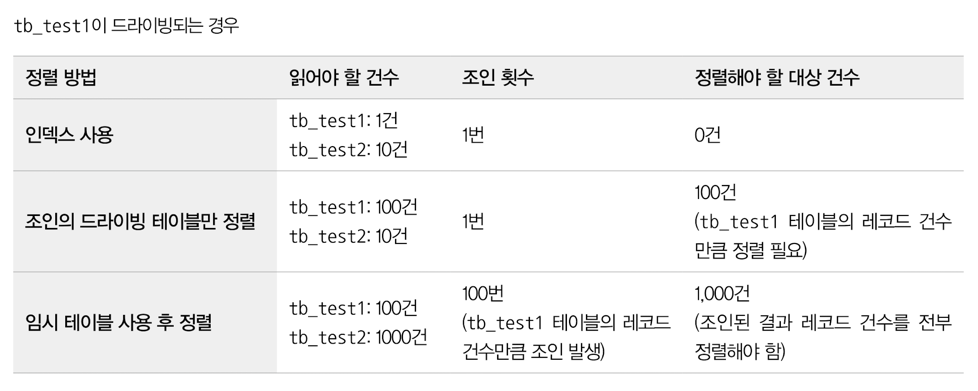 tb_test1이 드라이빙되는 경우
정렬 방법
읽어야 할 건수
조인 횟수
정렬해야 할 대상 건수
인덱스 사용
tb_test1: 1건
tb_test2: 10건
1번
0건
조인의 드라이빙 테이블만 정렬
tb_test1: 100건
tb_test2: 10건
1번
100건
(tb_test1 테이블의 레코드 건수
만큼 정렬 필요)
임시 테이블 사용 후 정렬
tb_test1: 100건
tb_test2: 1000건
100번
(tb_test1 테이블의 레코드
건수만큼 조인 발생)
1,000건
(조인된 결과 레코드 건수를 전부
정렬해야 함)